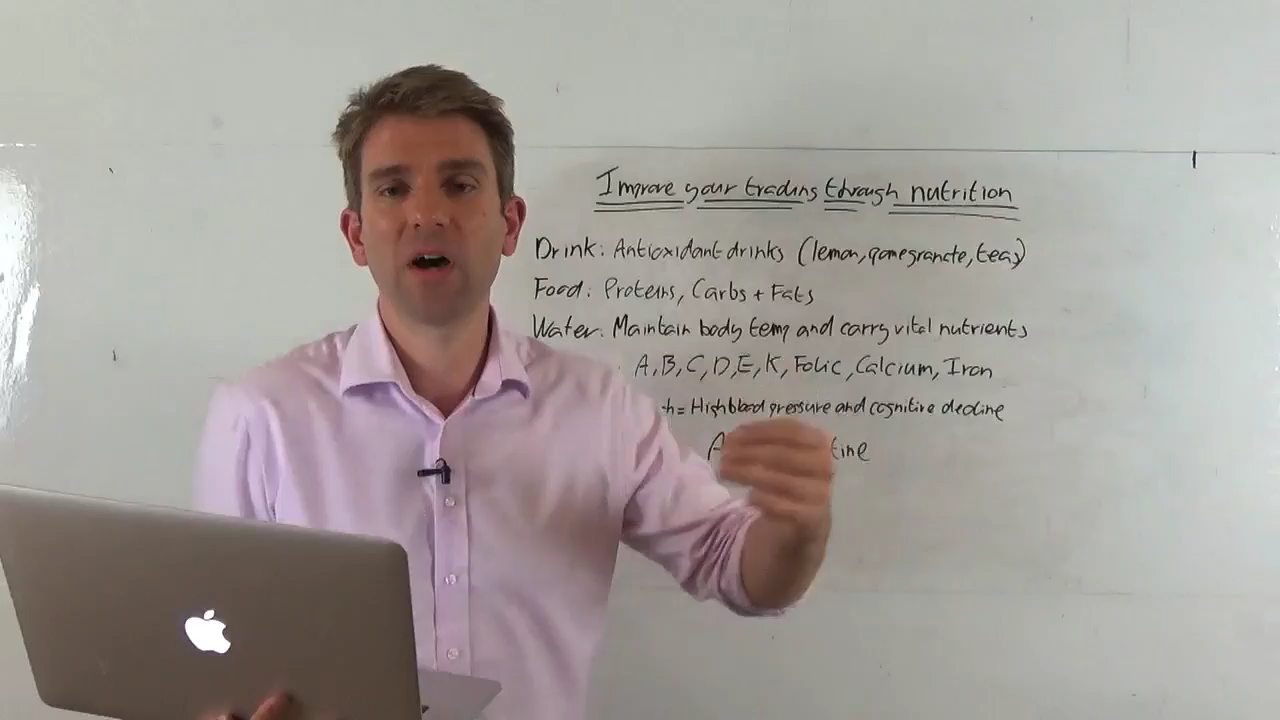 Improve your trading through nutrition
Drink: Antioxidant drinks (lemon, pomegranate, tea)
Food: Proteins, Carbs + Fats
Water: Maintain body temp and carry vital nutrients
A, B, C, D, E, K, Folic, Calcium, Iron
= High blood pressure and cognitive decline